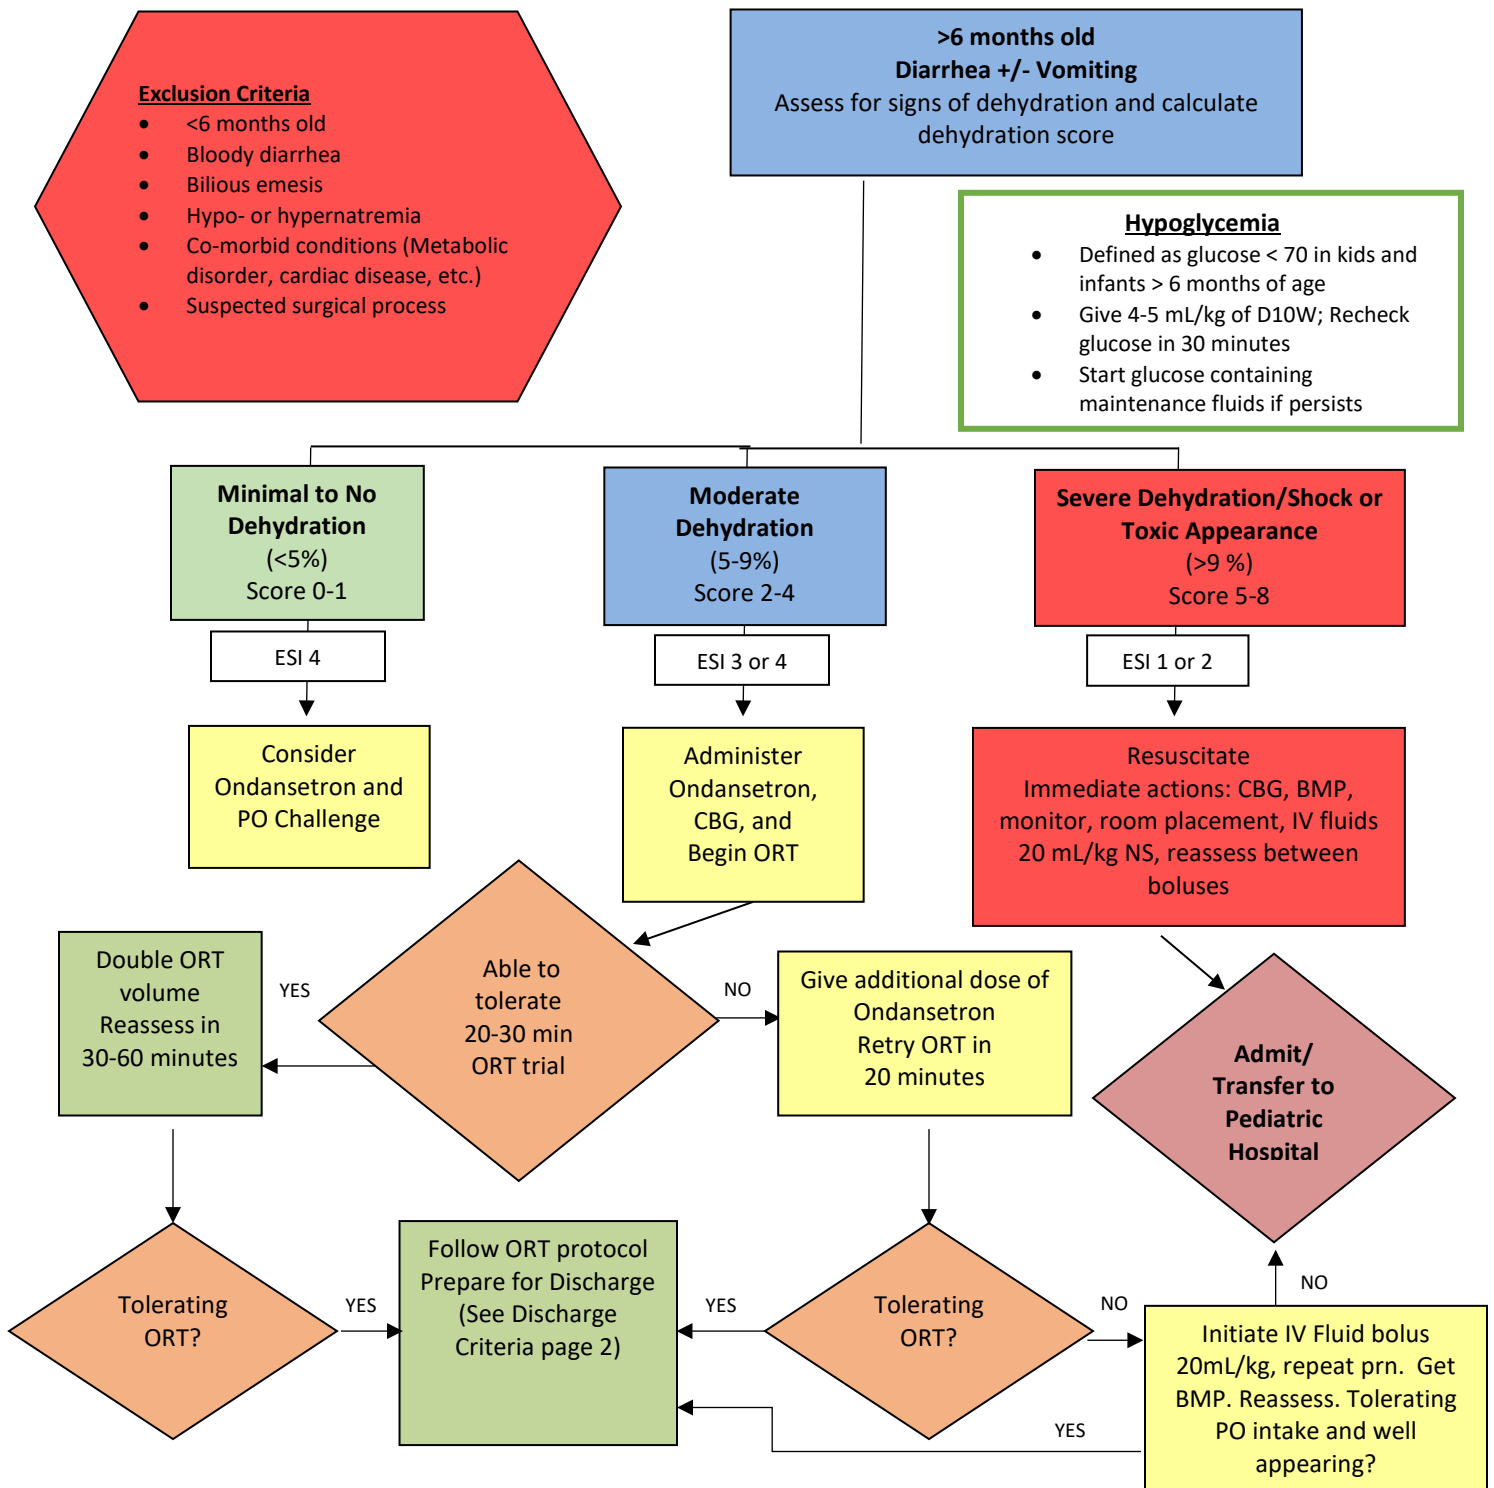 Exclusion Criteria
• <6 months old
• Bloody diarrhea
• Bilious emesis
• Hypo- or hypernatremia
• Co-morbid conditions (Metabolic
disorder, cardiac disease, etc.)
• Suspected surgical process
>6 months old
Diarrhea +/- Vomiting
Assess for signs of dehydration and calculate
dehydration score
Hypoglycemia
• Defined as glucose < 70 in kids and
infants > 6 months of age
• Give 4-5 mL/kg of D10W; Recheck
glucose in 30 minutes
• Start glucose containing
maintenance fluids if persists
Minimal to No
Dehydration
(<5%)
Score 0-1
Moderate
Dehydration
(5-9%)
Score 2-4
Severe Dehydration/Shock or
Toxic Appearance
(>9 %)
Score 5-8
ESI 4
ESI 3 or 4
ESI 1 or 2
Consider
Ondansetron and
PO Challenge
Administer
Ondansetron,
CBG, and
Begin ORT
Resuscitate
Immediate actions: CBG, BMP,
monitor, room placement, IV fluids
20 mL/kg NS, reassess between
boluses
Double ORT
volume
Reassess in
30-60 minutes
YES
Able to
tolerate
20-30 min
ORT trial
NO
Give additional dose of
Ondansetron
Retry ORT in
20 minutes
Admit/
Transfer to
Pediatric
Hospital
Tolerating
ORT?
YES
Follow ORT protocol
Prepare for Discharge
(See Discharge
Criteria page 2)
YES
Tolerating
ORT?
NO
NO
Initiate IV Fluid bolus
20mL/kg, repeat prn. Get
BMP. Reassess. Tolerating
PO intake and well
appearing?
YES